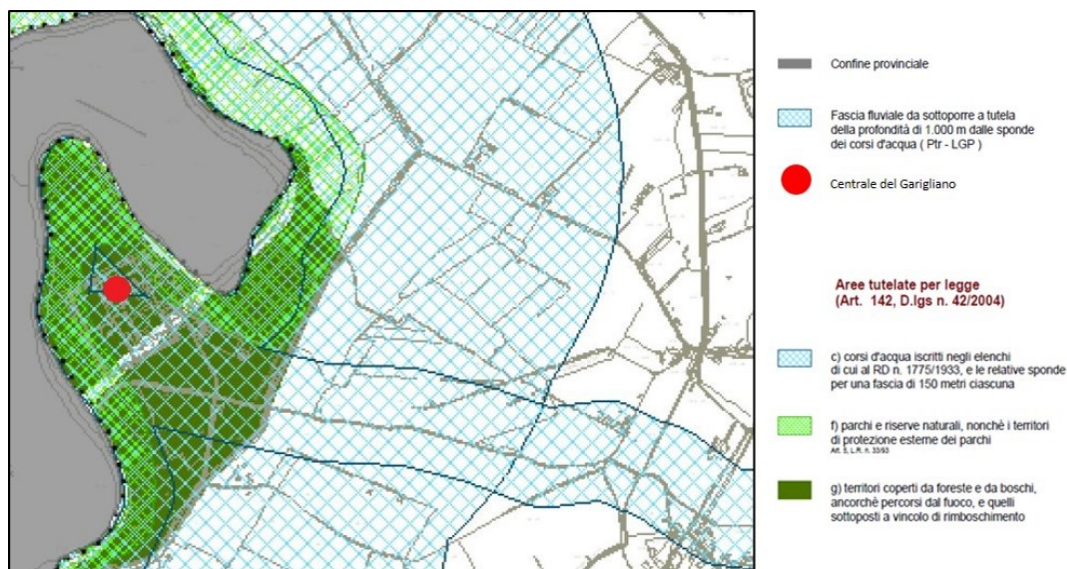 Confine provinciale
Fascia fluviale da sottoporre a tutela
della profondità di 1.000 m dalle sponde
dei corsi d'acqua ( Ptr - LGP )
Centrale del Garigliano
Aree tutelate per legge
(Art. 142, D.lgs n. 42/2004)
c) corsi d'acqua iscritti negli elenchi
di cui al RD n. 1775/1933, e le relative sponde
per una fascia di 150 metri ciascuna
f) parchi e riserve naturali, nonchè i territori
di protezione esterne dei parchi
Art. 5, L.R. n. 33/93
g) territori coperti da foreste e da boschi,
ancorchè percorsi dal fuoco, e quelli
sottoposti a vincolo di rimboschimento